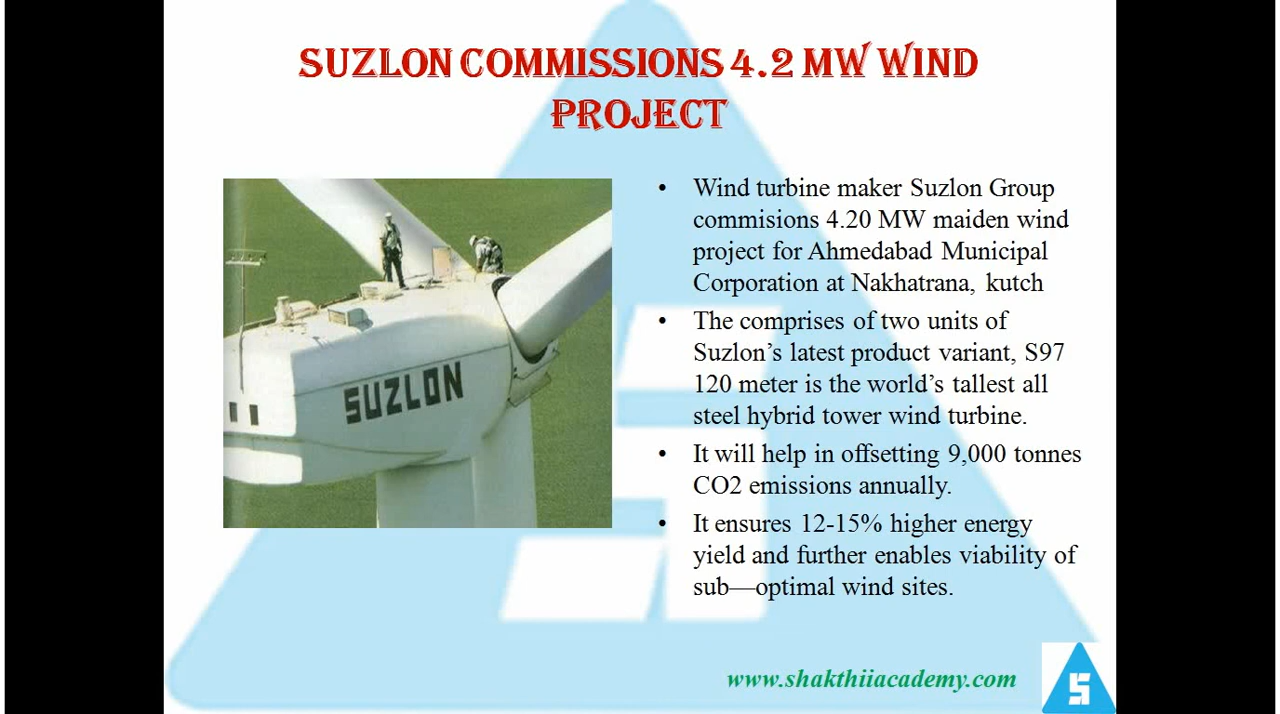 SUZLON COMMISSIONS 4.2 MW WIND
PROJECT
SUZLON
• Wind turbine maker Suzlon Group
commisions 4.20 MW maiden wind
project for Ahmedabad Municipal
Corporation at Nakhatrana, kutch
• The comprises of two units of
Suzlon’s latest product variant, S97
120 meter is the world’s tallest all
steel hybrid tower wind turbine.
• It will help in offsetting 9,000 tonnes
CO2 emissions annually.
• It ensures 12-15% higher energy
yield and further enables viability of
sub—optimal wind sites.
www.shakthiiacademy.com
S